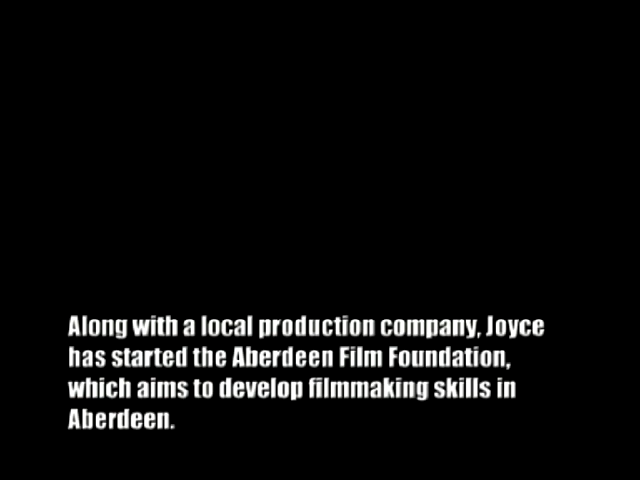 Along with a local production company, Joyce
has started the Aberdeen Film Foundation,
which aims to develop filmmaking skills in
Aberdeen.